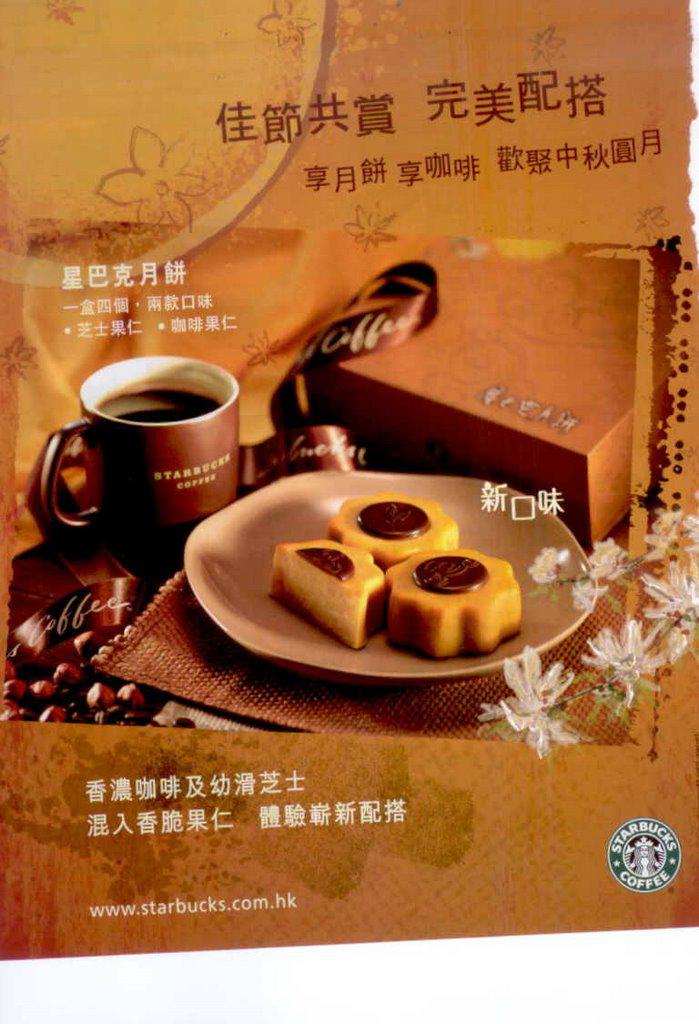 佳節共賞 完美配搭
享月餅 享咖啡 歡聚中秋圓月
星巴克月餅
一盒四個，兩款口味
• 芝士果仁 • 咖啡果仁
s Coffee
STARBUCKS
COFFEE
新口味
s Coffee
香濃咖啡及幼滑芝士
混入香脆果仁 體驗嶄新配搭
STARBUCKS
COFFEE
www.starbucks.com.hk